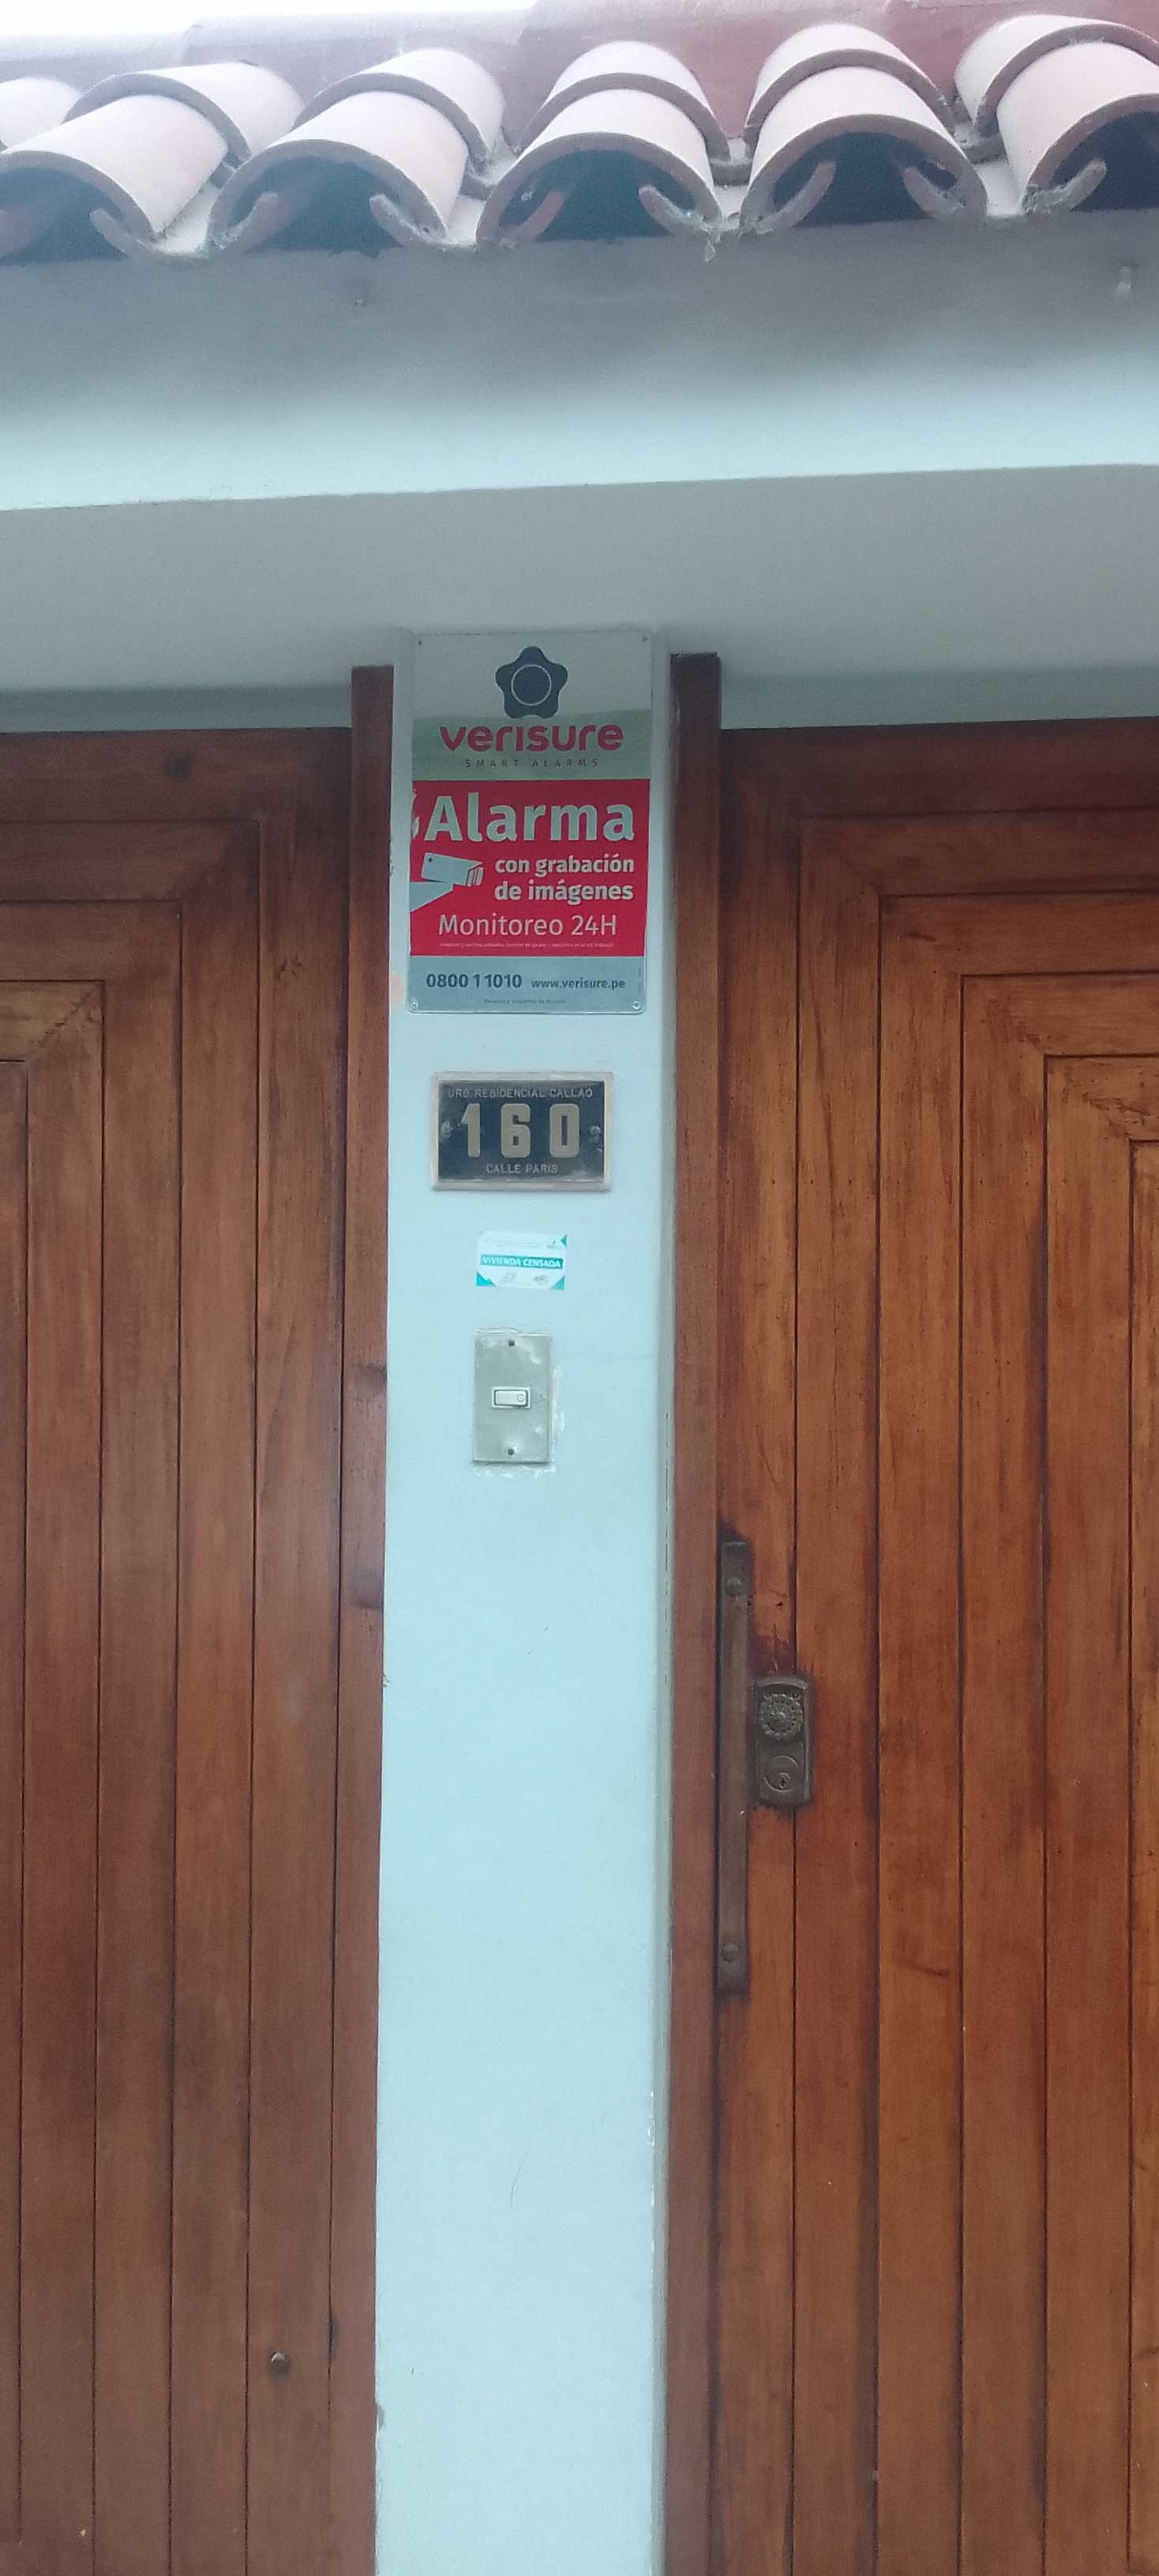 verisure
SMART ALARMS
Alarma
con grabación
de imágenes
Monitoreo 24H
0800 1 1010 www.verisure.pe
URB. RESIDENCIAL CALLAO
160
CALLE PARIS
VIVIENDA CENSADA